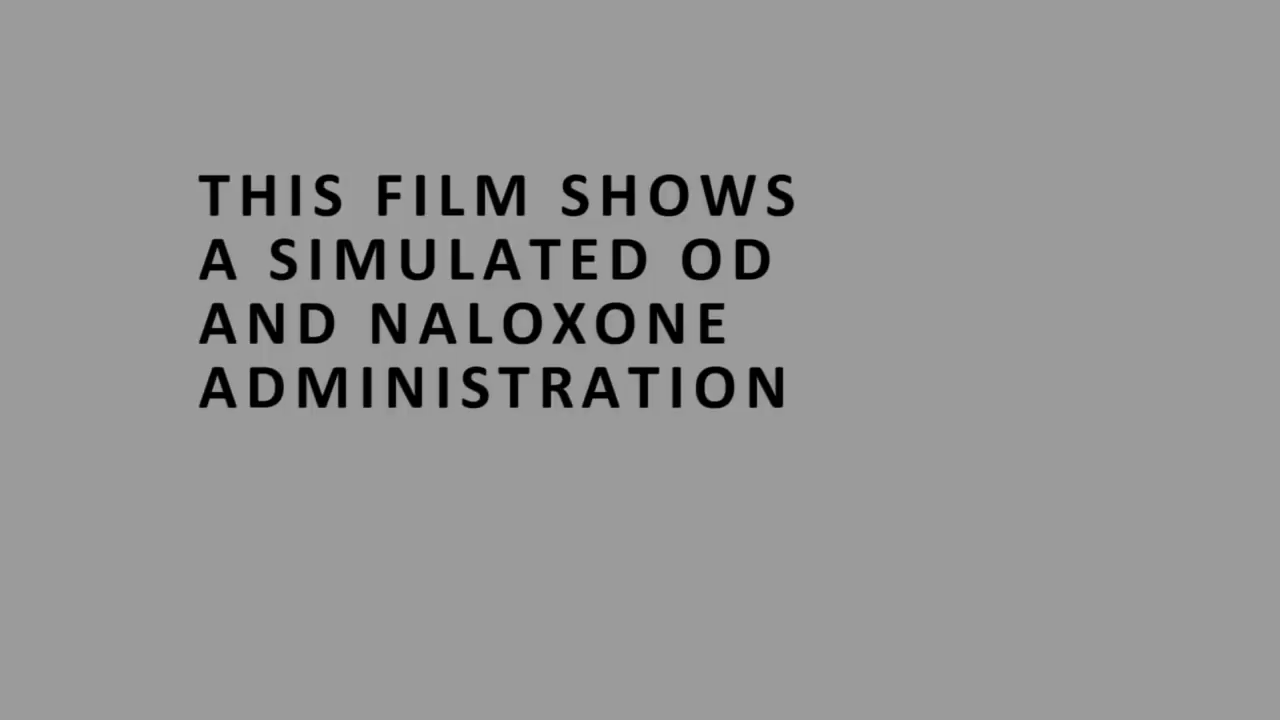 THIS FILM SHOWS
A SIMULATED OD
AND NALOXONE
ADMINISTRATION